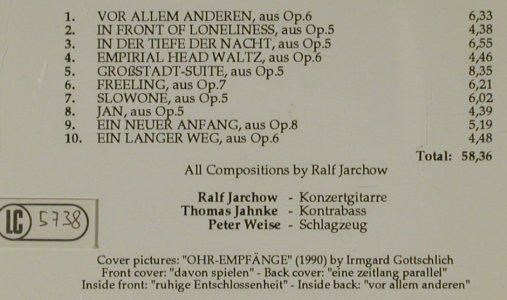 1. VOR ALLEM ANDEREN, aus Op.6 6,33
2. IN FRONT OF LONELINESS, aus Op.5 4,38
3. IN DER TIEFE DER NACHT, aus Op.5 6,55
4. EMPIRIAL HEAD WALTZ, aus Op.6 4,46
5. GROßSTADT-SUITE, aus Op.5 8,35
6. FREELING, aus Op.7 6,21
7. SLOWONE, aus Op.5 6,02
8. JAN, aus Op.5 4,39
9. EIN NEUER ANFANG, aus Op.8 5,19
10. EIN LANGER WEG, aus Op.6 4,48
Total: 58,36
All Compositions by Ralf Jarchow
LC 5738
Ralf Jarchow - Konzertgitarre
Thomas Jahnke - Kontrabass
Peter Weise - Schlagzeug
Cover pictures: "OHR-EMPFÄNGE" (1990) by Irmgard Gottschlich
Front cover: "davon spielen" - Back cover: "eine zeitlang parallel"
Inside front: "ruhige Entschlossenheit" - Inside back: "vor allem anderen"